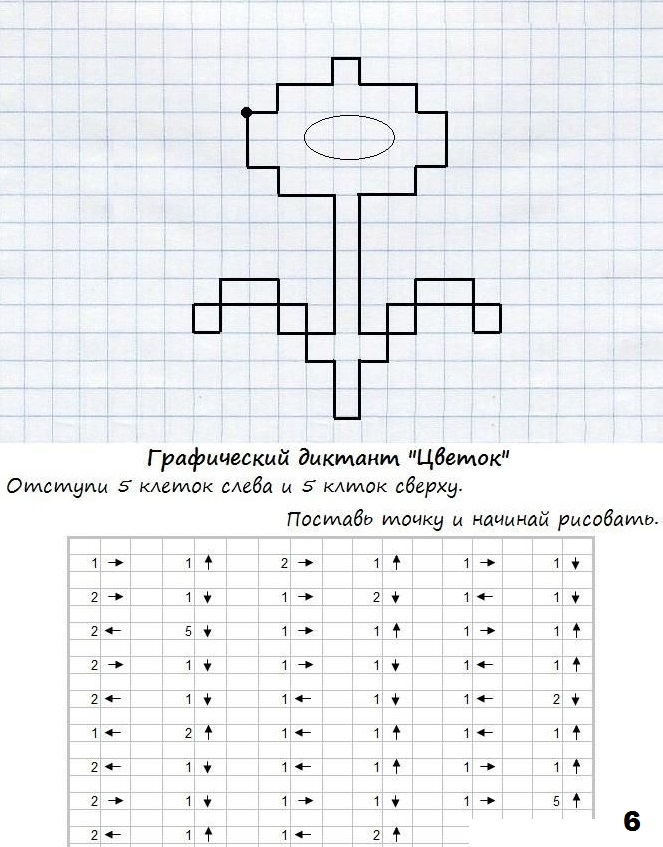 Графический диктант "Цветок"
Отступи 5 клеток слева и 5 клток сверху.
Поставь точку и начинай рисовать.
1 → 1 ↑ 2 → 1 ↑ 1 → 1 ↓
2 → 1 ↓ 1 → 2 ↓ 1 ← 1 ↓
2 ← 5 ↓ 1 → 1 ↑ 1 → 1 ↑
2 → 1 ↓ 1 → 1 ↓ 1 ← 1 ↑
2 ← 1 ↓ 1 ← 1 ↓ 1 ← 2 ↓
1 ← 2 ↑ 1 ← 1 ↑ 1 ← 1 ↑
2 ← 1 ↓ 1 ← 1 ↑ 1 → 1 ↑
2 → 1 ↓ 1 → 1 ↓ 1 → 5 ↑
2 ← 1 ↑ 1 ← 2 ↑
6